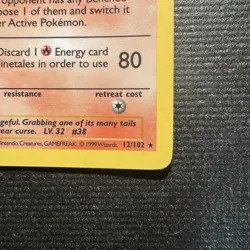 opponent has any Benched
ose 1 of them and switch it
er Active Pokémon.
Discard 1 Energy card
inetales in order to use 80
resistance retreat cost
geful. Grabbing one of its many tails
ear curse. LV. 32 #38
Nintendo, Creatures, GAMEFREAK. © 1999 Wizards. 12/102 ★